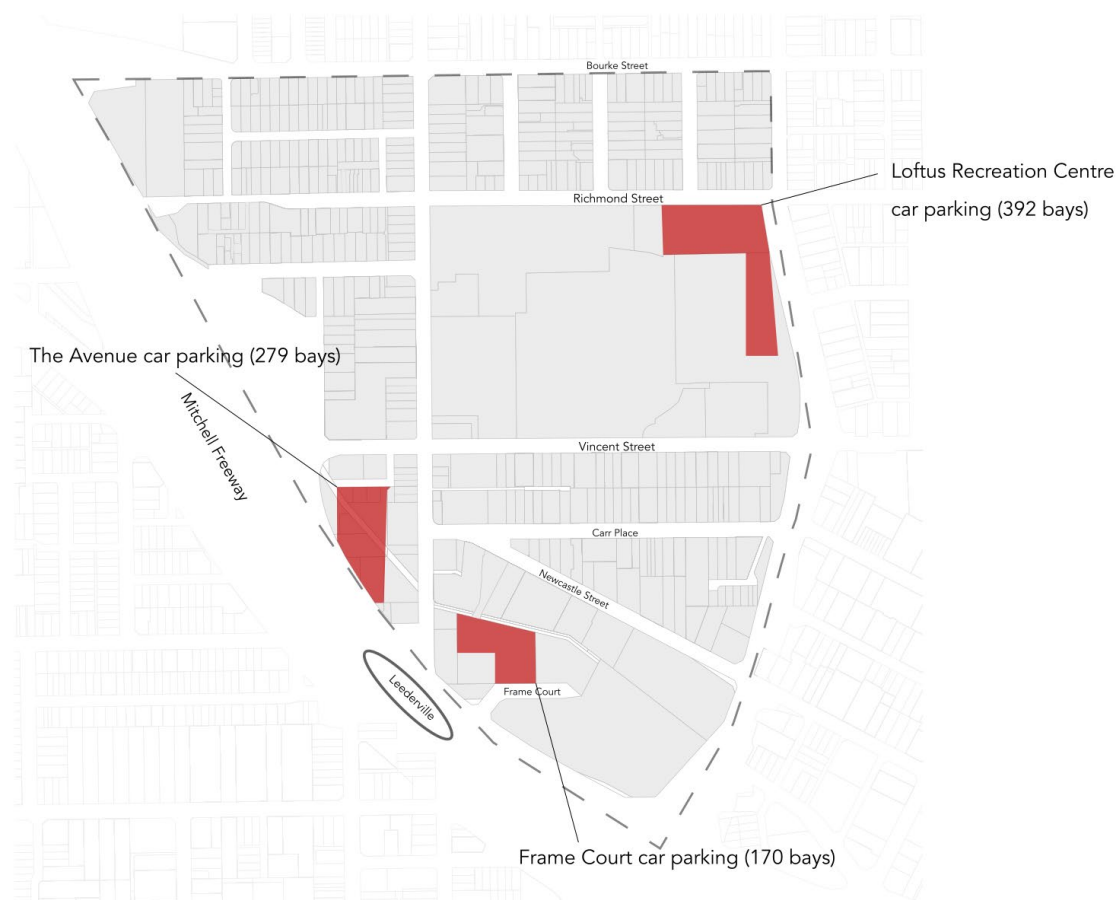 Bourke Street
Loftus Recreation Centre
car parking (392 bays)
Richmond Street
The Avenue car parking (279 bays)
Mitchell Freeway
Vincent Street
Carr Place
Newcastle Street
Leederville
Frame Court
Frame Court car parking (170 bays)